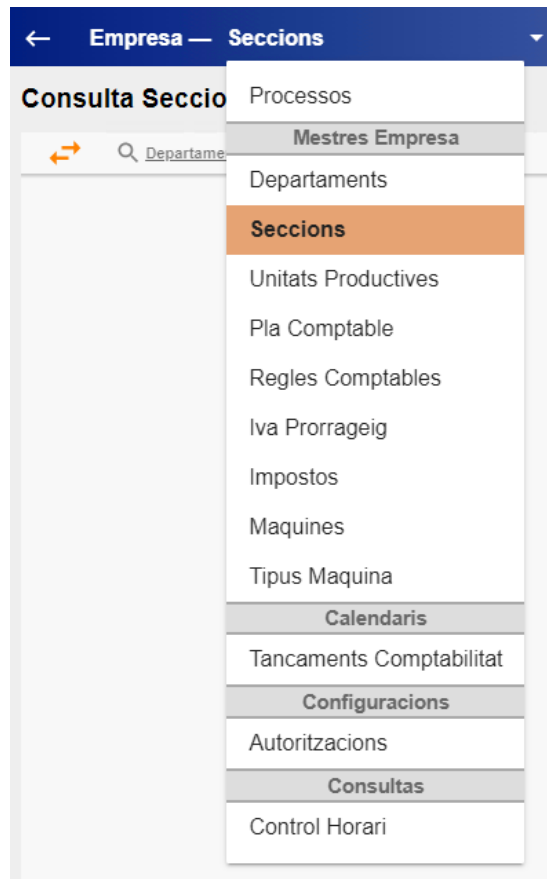 Empresa — Seccions
Consulta Seccio
Departame
Processos
Mestres Empresa
Departaments
Seccions
Unitats Productives
Pla Comptable
Regles Comptables
Iva Prorrageig
Impostos
Maquines
Tipus Maquina
Calendaris
Tancaments Comptabilitat
Configuracions
Autoritzacions
Consultas
Control Horari